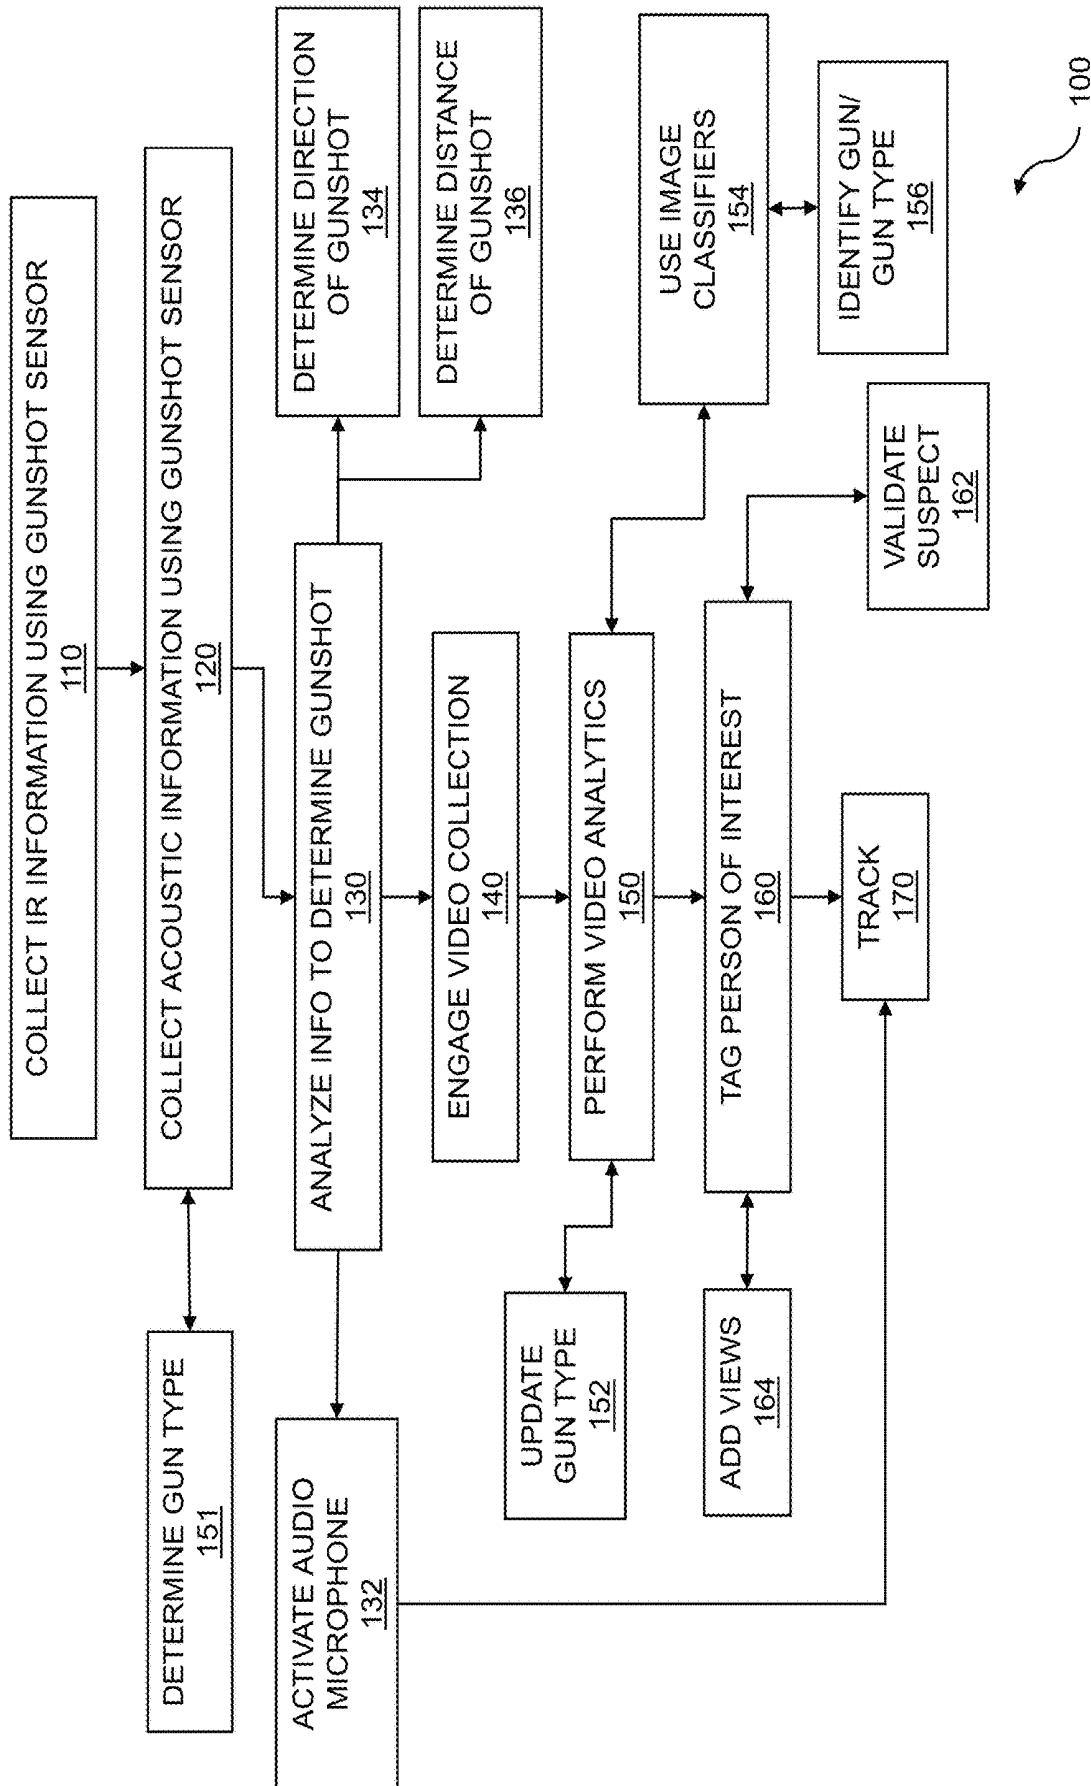 COLLECT IR INFORMATION USING GUNSHOT SENSOR
110
COLLECT ACOUSTIC INFORMATION USING GUNSHOT SENSOR
120
DETERMINE GUN TYPE
151
ANALYZE INFO TO DETERMINE GUNSHOT
130
DETERMINE DIRECTION
OF GUNSHOT
134
DETERMINE DISTANCE
OF GUNSHOT
136
ACTIVATE AUDIO
MICROPHONE
132
ENGAGE VIDEO COLLECTION
140
PERFORM VIDEO ANALYTICS
150
UPDATE
GUN TYPE
152
USE IMAGE
CLASSIFIERS
154
IDENTIFY GUN/
GUN TYPE
156
TAG PERSON OF INTEREST
160
ADD VIEWS
164
VALIDATE
SUSPECT
162
TRACK
170
100